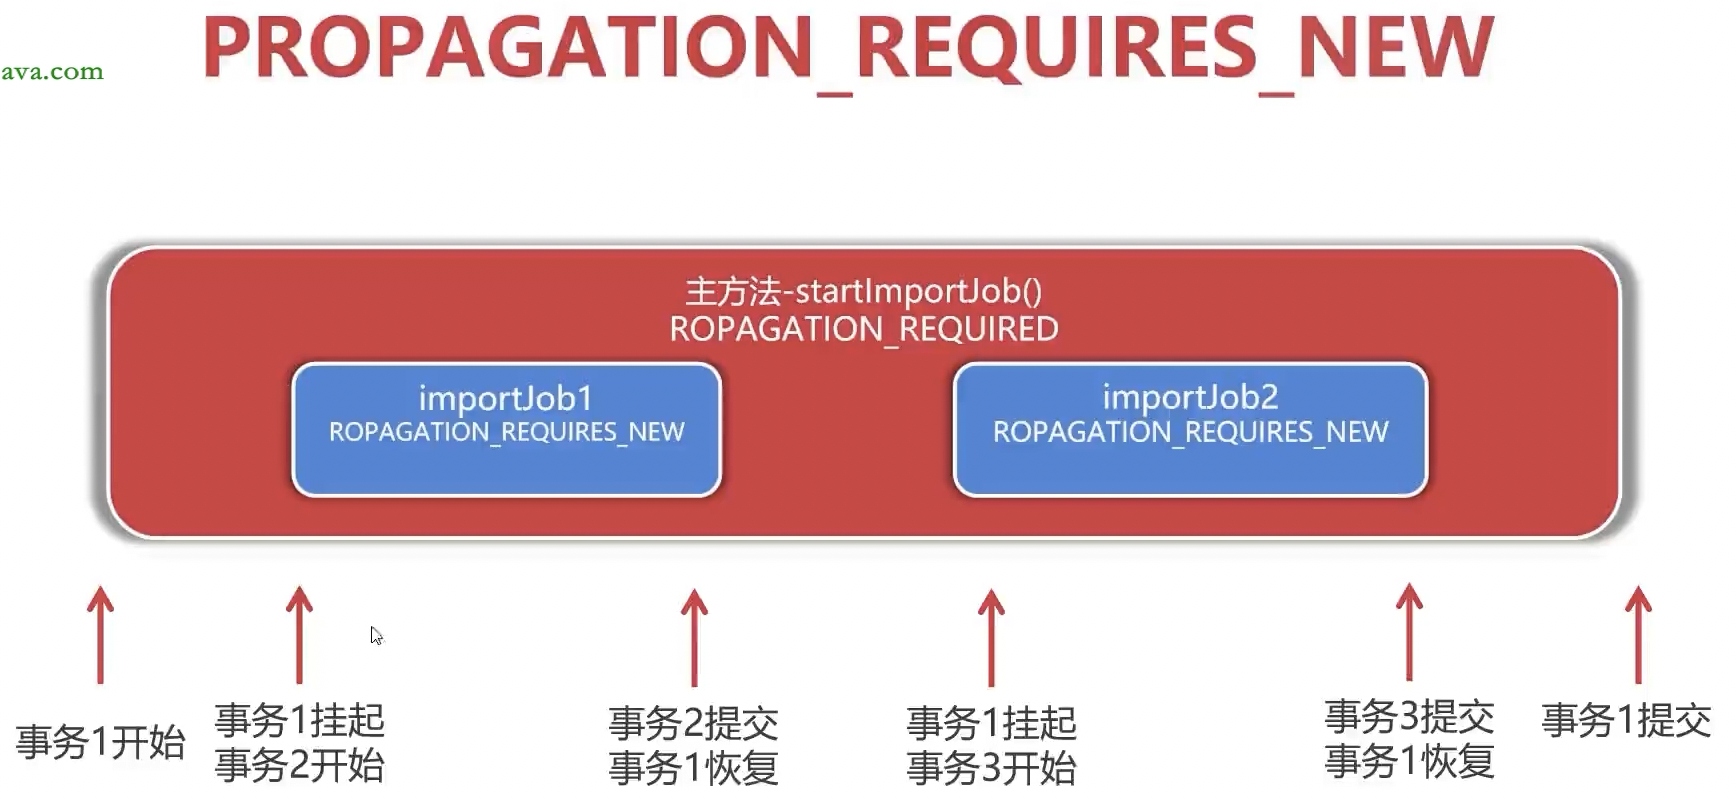 PROPAGATION_REQUIRES_NEW
ava.com
主方法-startImportJob()
ROPAGATION_REQUIRED
importJob1
ROPAGATION_REQUIRES_NEW
importJob2
ROPAGATION_REQUIRES_NEW
事务1开始
事务1挂起
事务2开始
事务2提交
事务1恢复
事务1挂起
事务3开始
事务3提交
事务1恢复
事务1提交